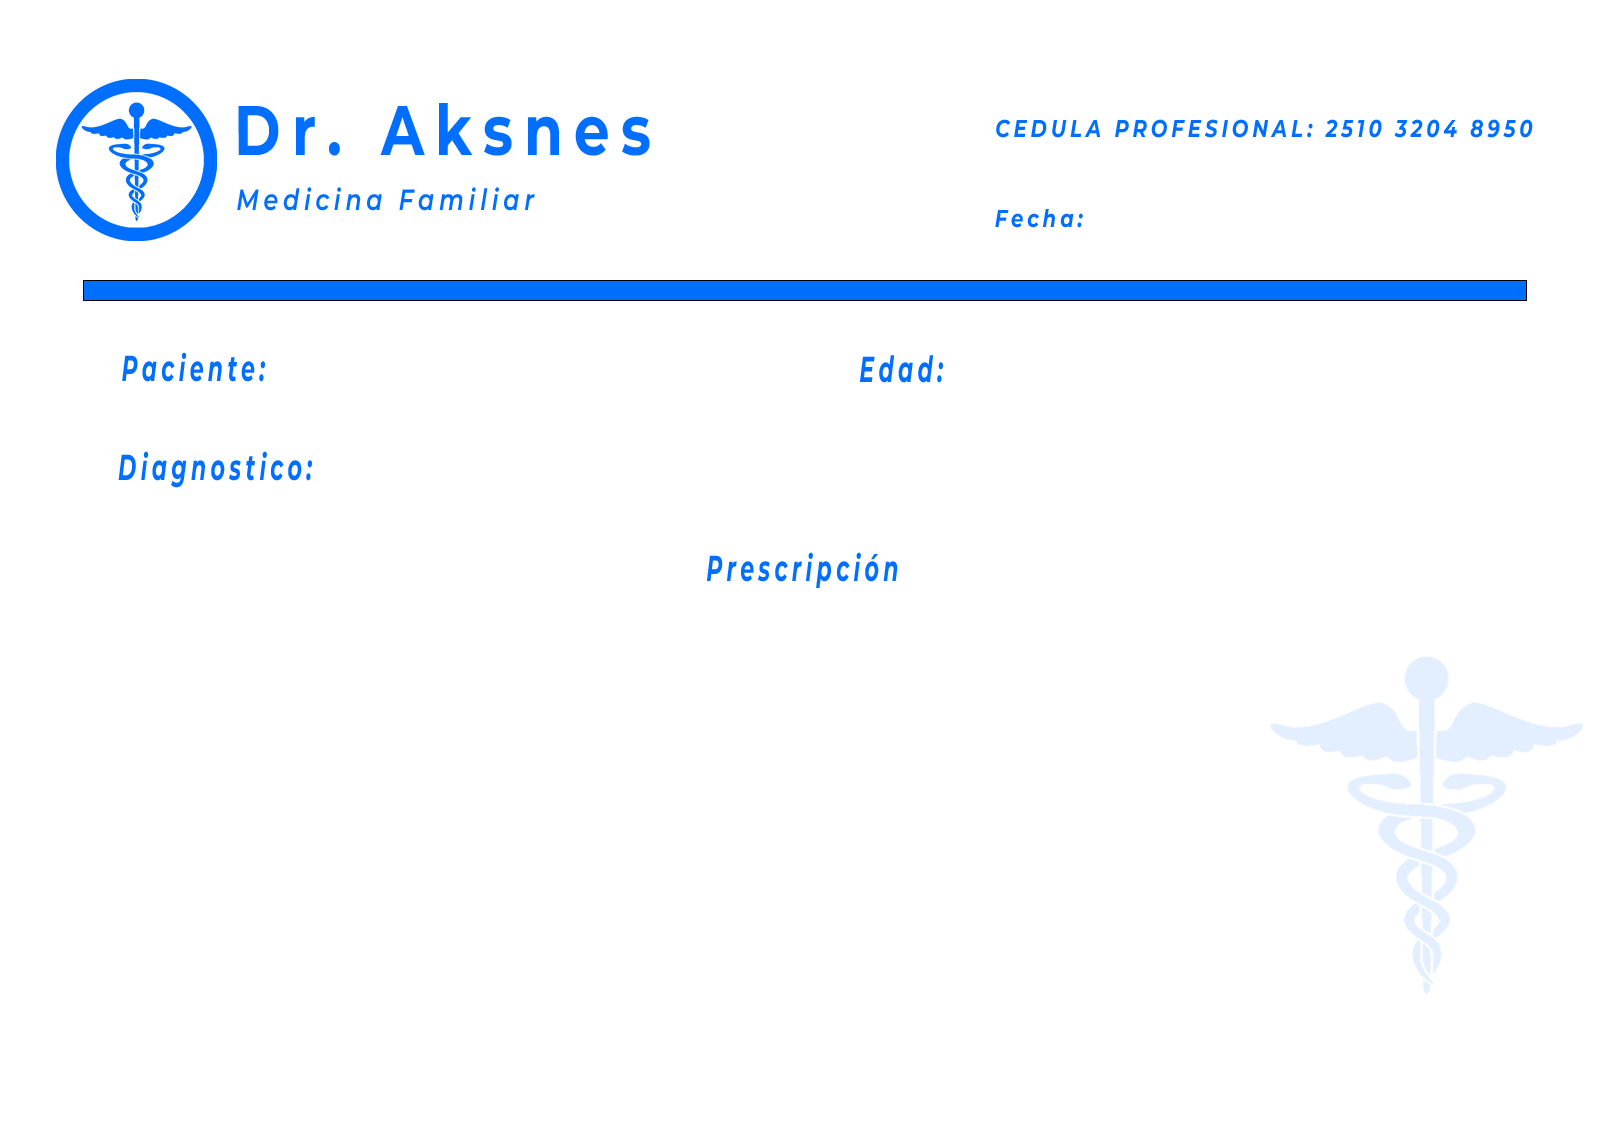 Dr. Aksnes
Medicina Familiar
CEDULA PROFESIONAL: 2510 3204 8950
Fecha:
Paciente:
Edad:
Diagnostico:
Prescripción